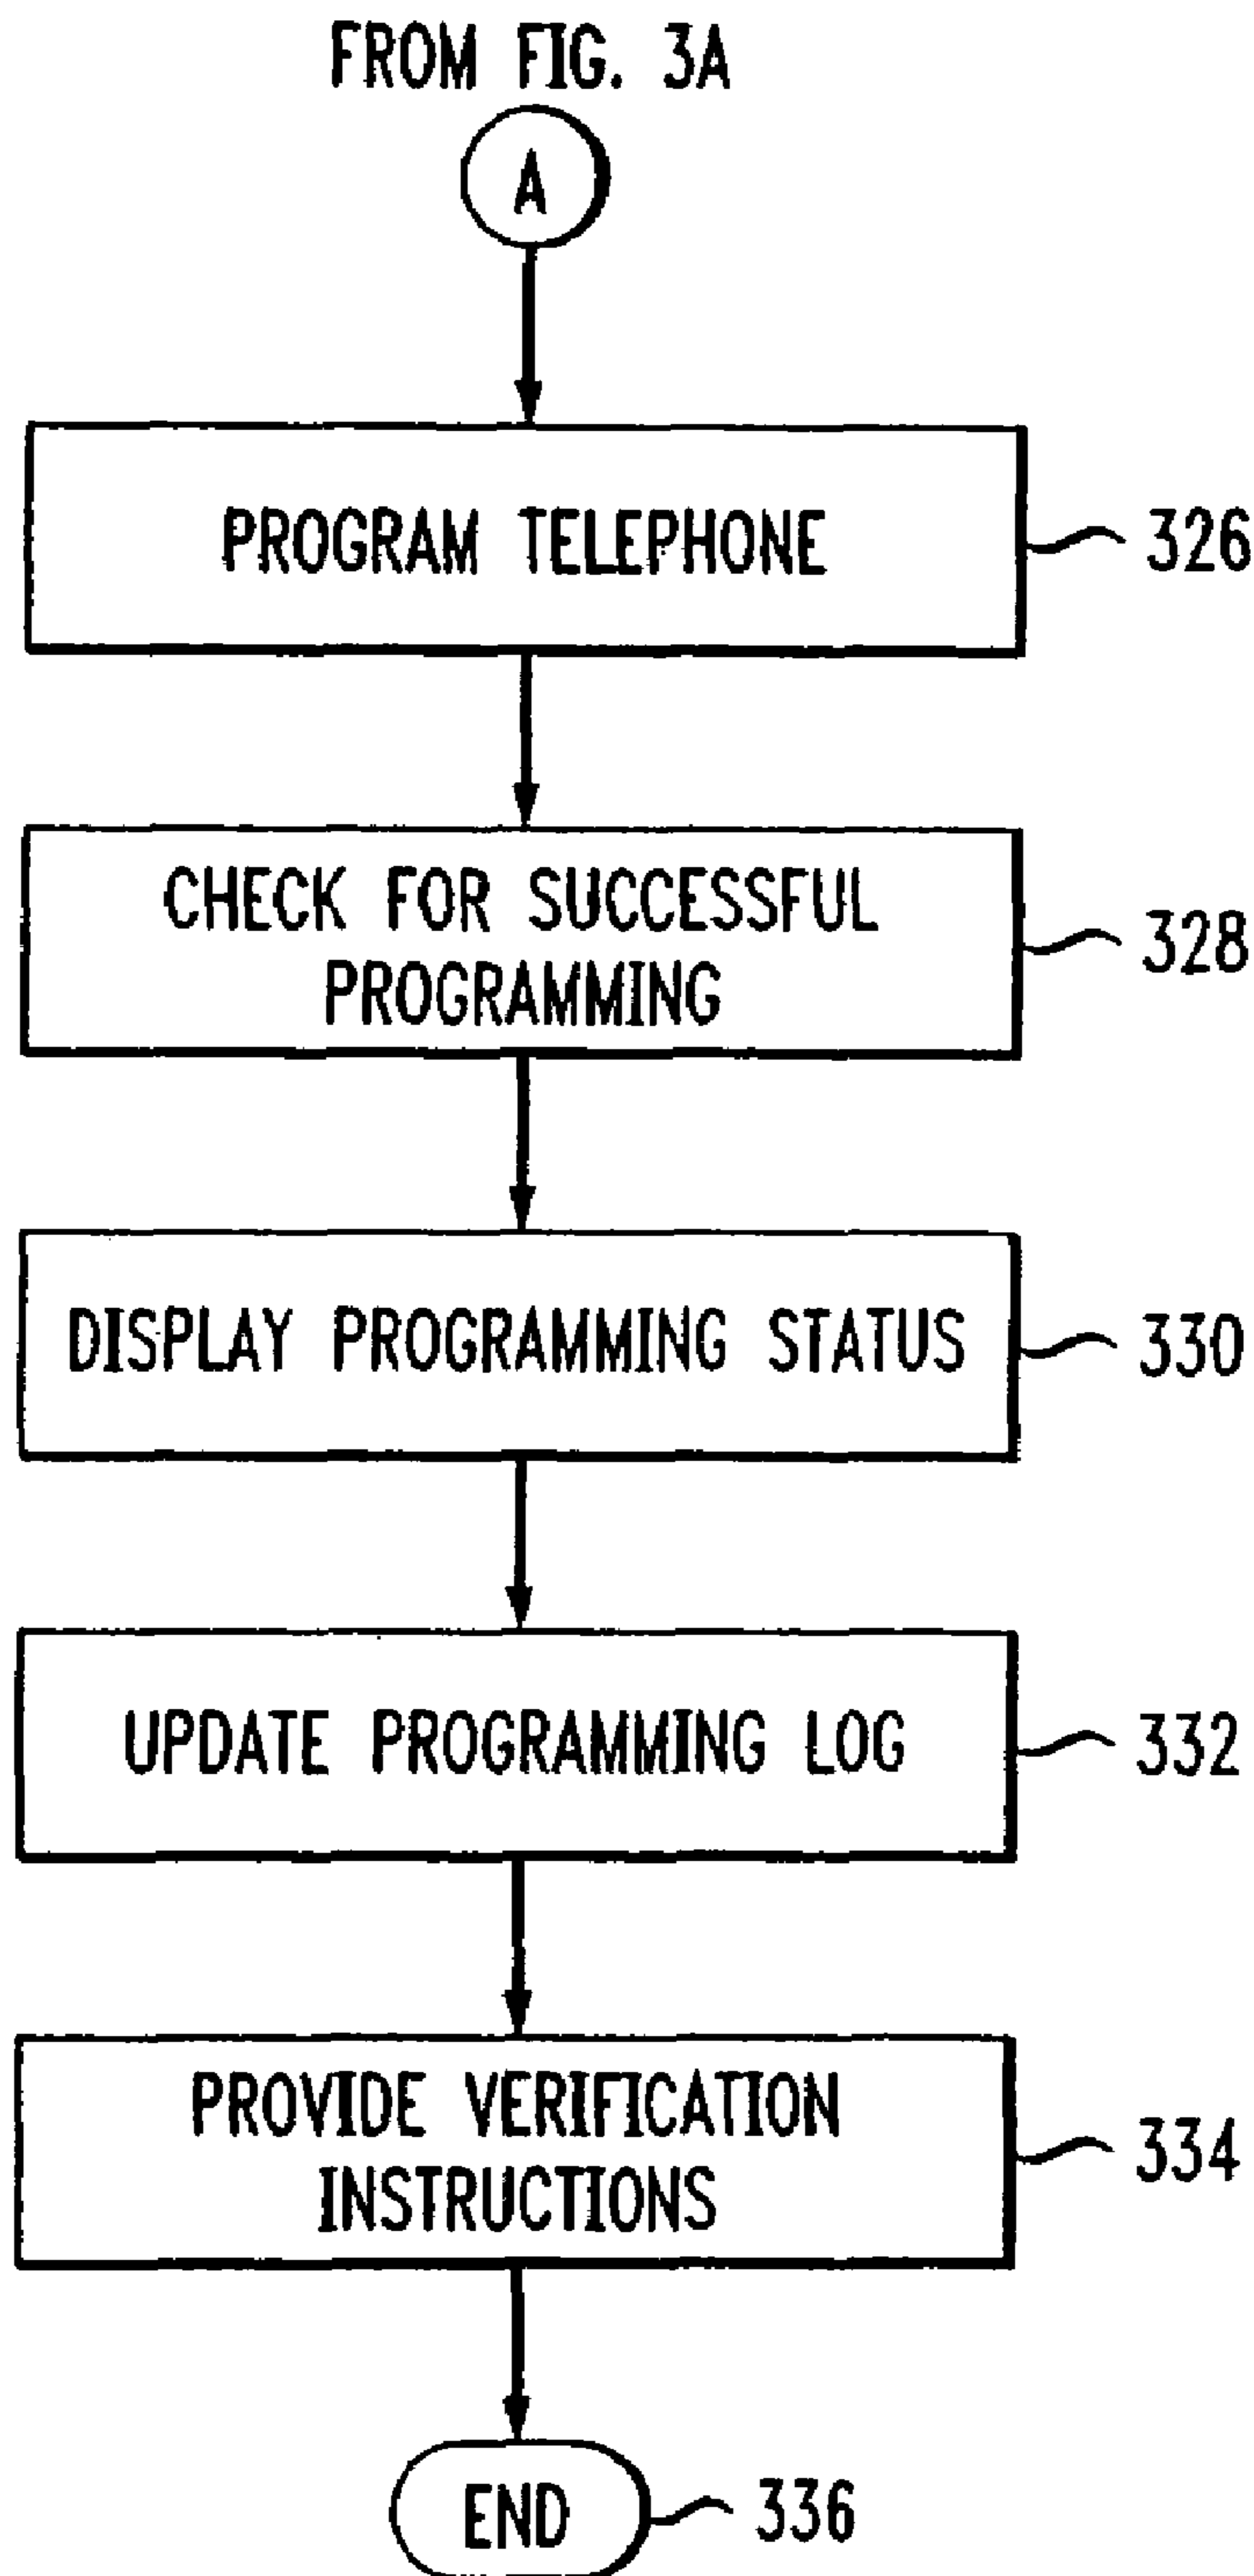 FROM FIG. 3A
A
PROGRAM TELEPHONE
326
CHECK FOR SUCCESSFUL
PROGRAMMING
328
DISPLAY PROGRAMMING STATUS
330
UPDATE PROGRAMMING LOG
332
PROVIDE VERIFICATION
INSTRUCTIONS
334
END
336